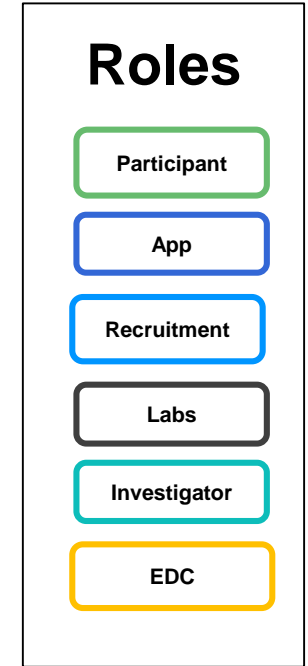 Roles
Participant
App
Recruitment
Labs
Investigator
EDC